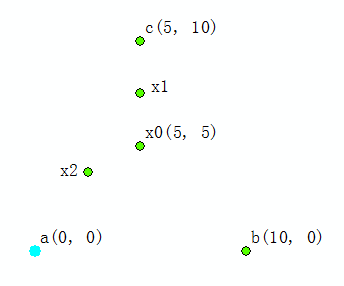 c(5, 10)
x1
x0(5, 5)
x2
a(0, 0)
b(10, 0)